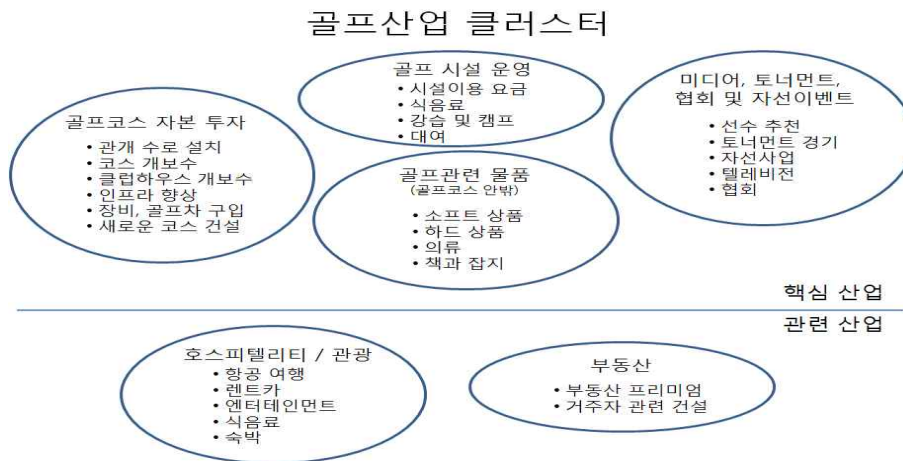 골프산업 클러스터
골프 시설 운영
• 시설이용 요금
• 식음료
• 강습 및 캠프
• 대여
미디어, 토너먼트,
협회 및 자선이벤트
• 선수 추천
• 토너먼트 경기
• 자선사업
• 텔레비전
• 협회
골프코스 자본 투자
• 관개 수로 설치
• 코스 개보수
• 클럽하우스 개보수
• 인프라 향상
• 장비, 골프차 구입
• 새로운 코스 건설
골프관련 물품
(골프코스 안밖)
• 소프트 상품
• 하드 상품
• 의류
• 책과 잡지
핵심 산업
관련 산업
호스피텔리티 / 관광
• 항공 여행
• 렌트카
• 엔터테인먼트
• 식음료
• 숙박
부동산
• 부동산 프리미엄
• 거주자 관련 건설